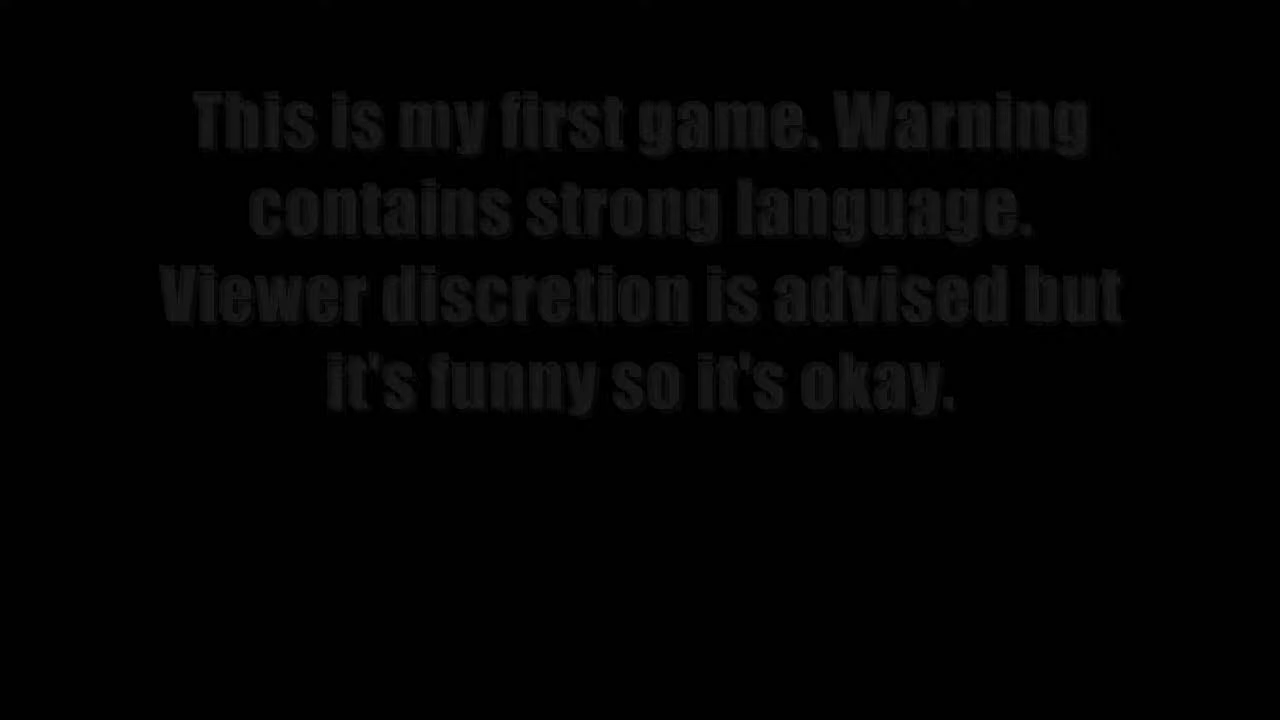 This is my first game. Warning
contains strong language.
Viewer discretion is advised but
it's funny so it's okay.